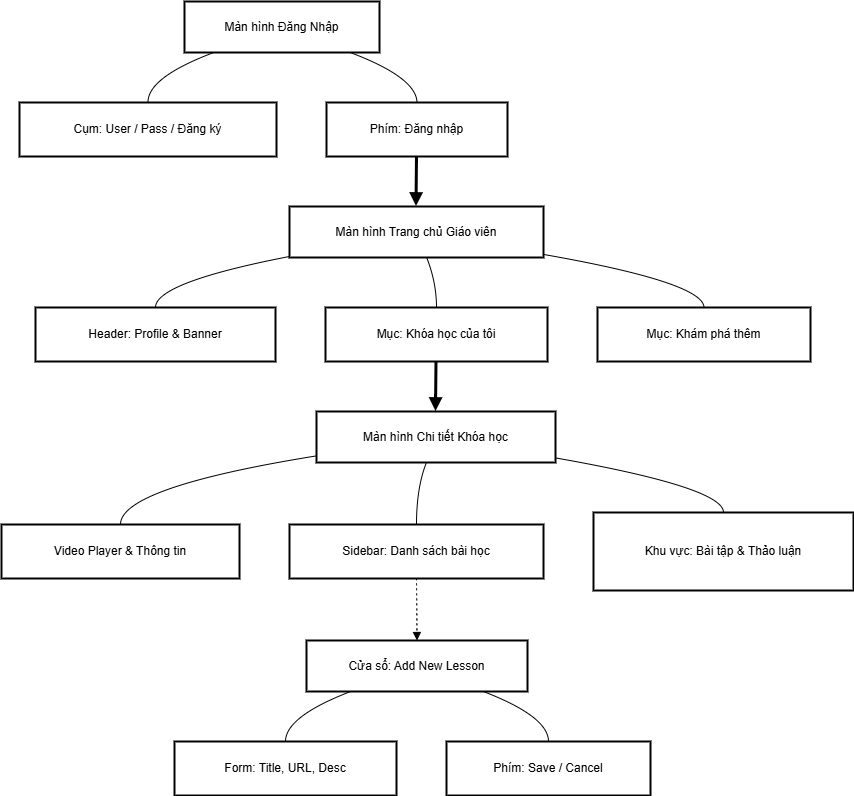 Màn hình Đăng Nhập
Cụm: User / Pass / Đăng ký
Phím: Đăng nhập
Màn hình Trang chủ Giáo viên
Header: Profile & Banner
Mục: Khóa học của tôi
Mục: Khám phá thêm
Màn hình Chi tiết Khóa học
Video Player & Thông tin
Sidebar: Danh sách bài học
Khu vực: Bài tập & Thảo luận
Cửa sổ: Add New Lesson
Form: Title, URL, Desc
Phím: Save / Cancel